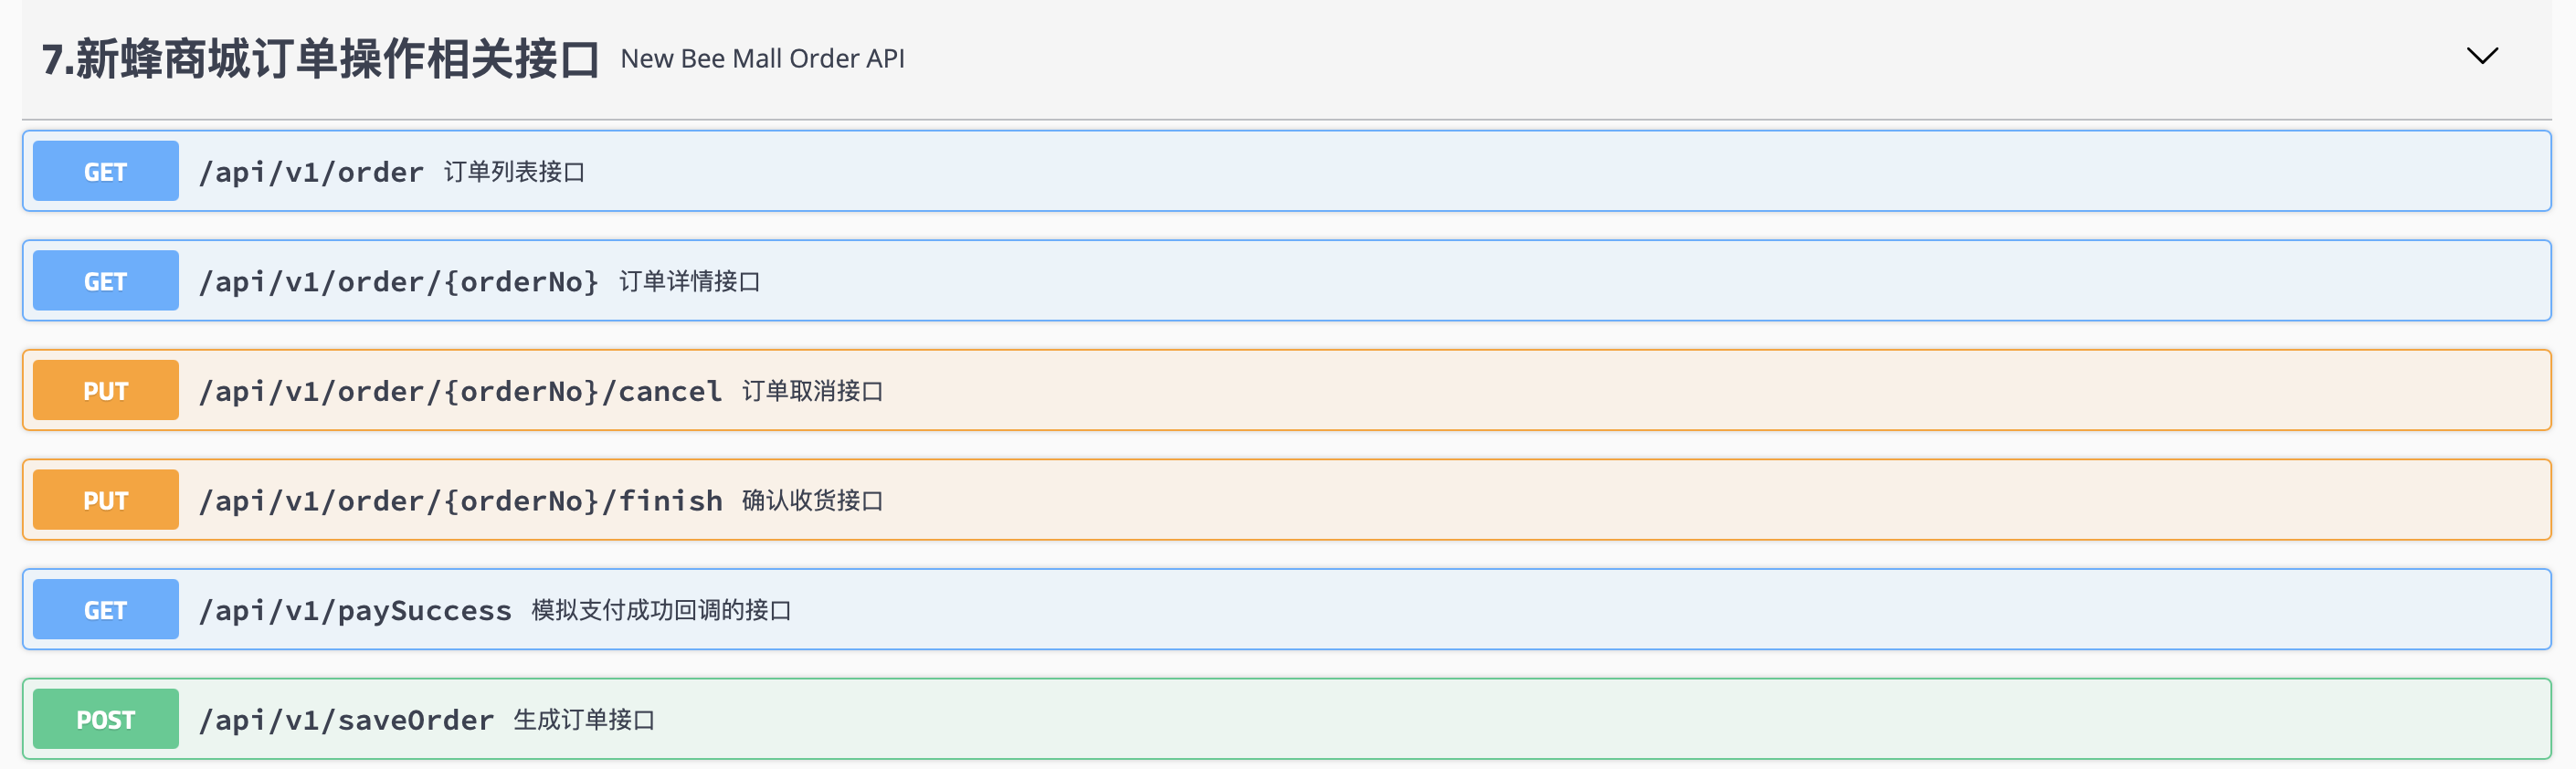 7.新蜂商城订单操作相关接口 New Bee Mall Order API
GET /api/v1/order 订单列表接口
GET /api/v1/order/{orderNo} 订单详情接口
PUT /api/v1/order/{orderNo}/cancel 订单取消接口
PUT /api/v1/order/{orderNo}/finish 确认收货接口
GET /api/v1/paySuccess 模拟支付成功回调的接口
POST /api/v1/saveOrder 生成订单接口